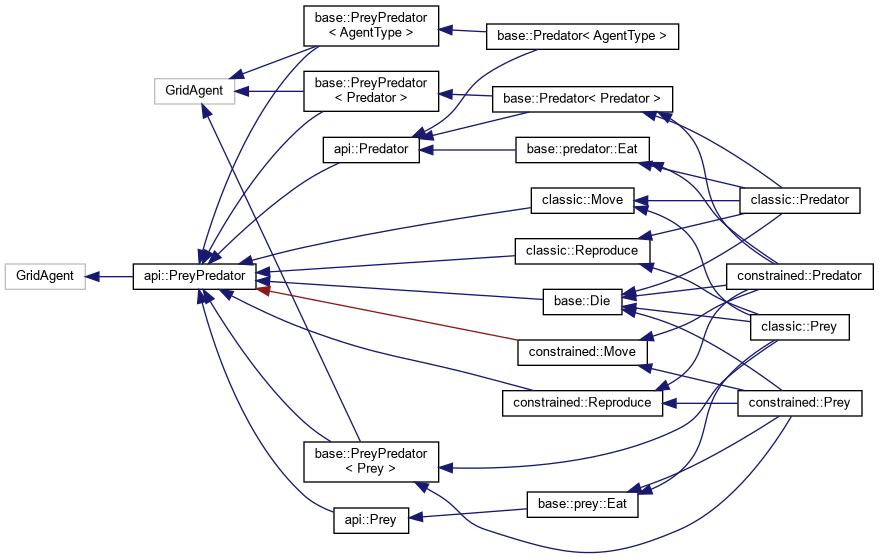 GridAgent
api::PreyPredator
GridAgent
base::PreyPredator
< AgentType >
base::PreyPredator
< Predator >
api::Predator
base::PreyPredator
< Prey >
api::Prey
base::Predator< AgentType >
base::Predator< Predator >
base::predator::Eat
classic::Move
classic::Reproduce
base::Die
constrained::Move
constrained::Reproduce
base::prey::Eat
classic::Predator
constrained::Predator
classic::Prey
constrained::Prey